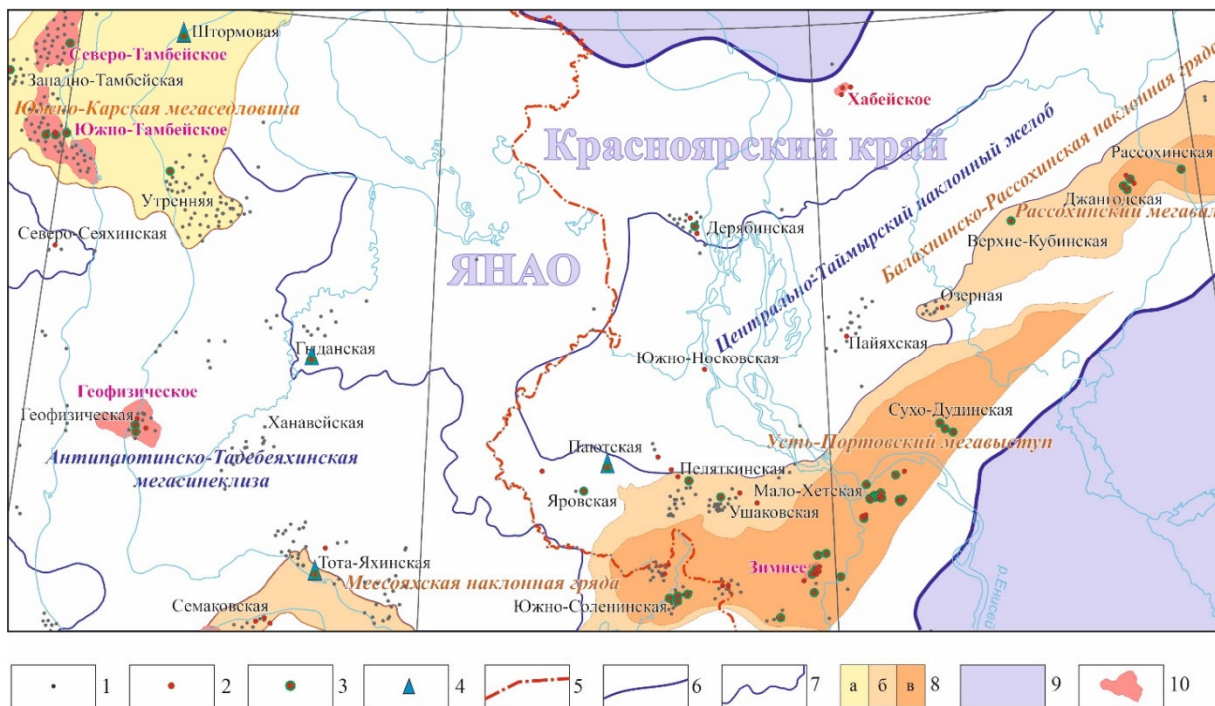 Штормовая
Северо-Тамбейское
Западно-Тамбейская
Южно-Карская мегаседловина
Южно-Тамбейское
Утренняя
Северо-Сеяхинская
Хабейское
Красноярский край
ЯНАО
Дерябинская
Центрально-Таймырский наклонный желоб
Балахнинско-Рассохинская наклонная гряда
Рассохинская
Джангодская
Рассохинский мегавал
Верхне-Кубинская
Озерная
Пайяхская
Гыданская
Южно-Носковская
Геофизическое
Геофизическая
Ханавейская
Антипаютинско-Тадебеяхинская
мегасинеклиза
Сухо-Дудинская
Усть-Портовский мегавыступ
Паютская
Пеляткинская
Яровская
Мало-Хетская
Ушаковская
Тота-Яхинская
Мессояхская наклонная гряда
Зимнее
Семаковская
Южно-Соленинская
р.Енисей
1 2 3 4 5 6 7 а б в 8 9 10